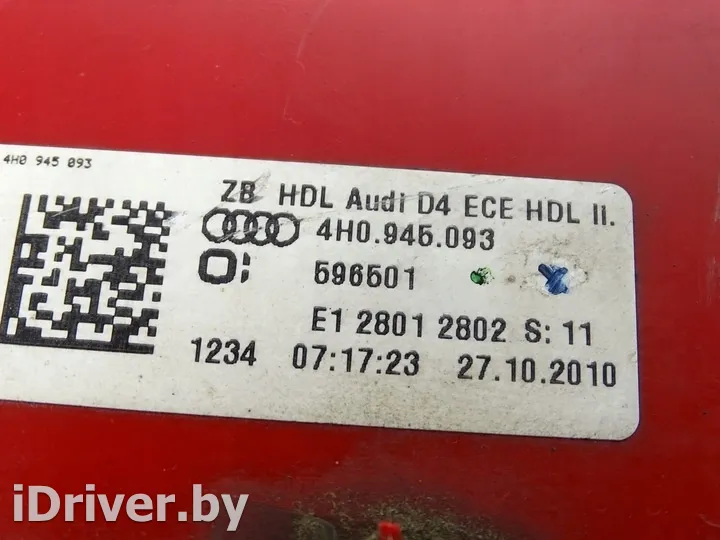 4H0 945 093
ZB HDL Audi D4 ECE HDL II.
4H0.945.093
O: 596501
E1 2801 2802 S: 11
1234 07:17:23 27.10.2010
iDriver.by